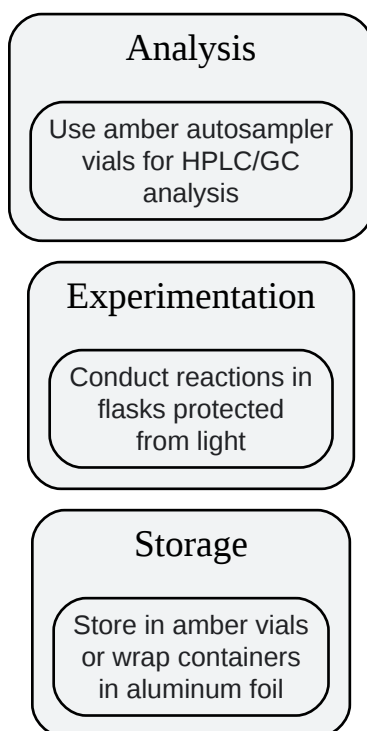 Analysis
Use amber autosampler
vials for HPLC/GC
analysis
Experimentation
Conduct reactions in
flasks protected
from light
Storage
Store in amber vials
or wrap containers
in aluminum foil